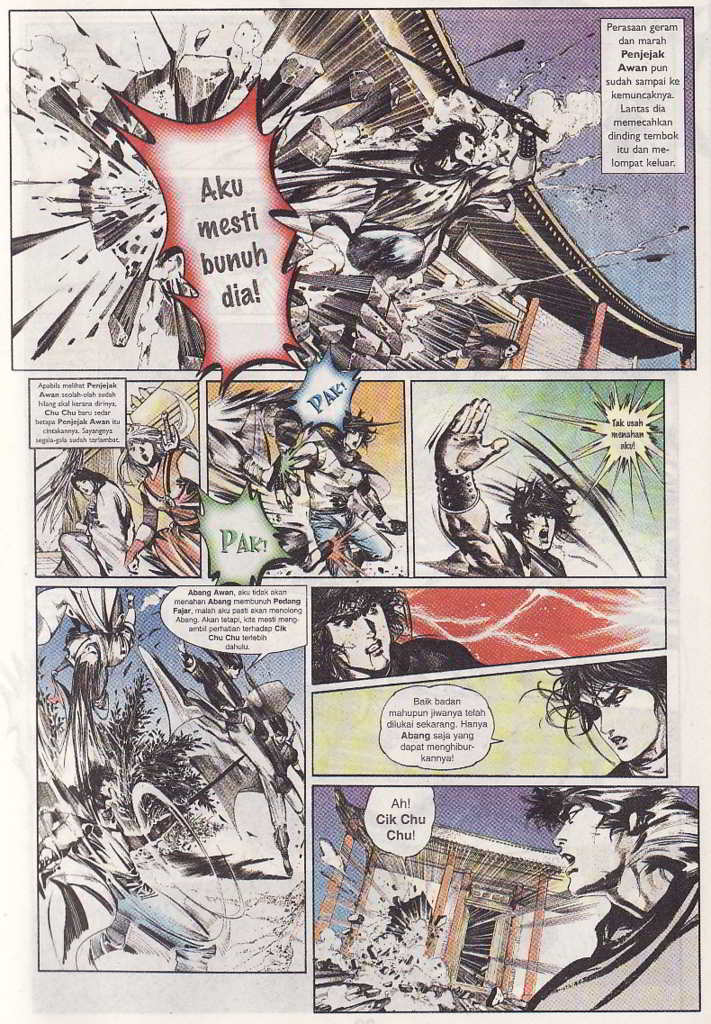 Perasaan geram
dan marah
Penjejak
Awan pun
sudah sampai ke
kemuncaknya.
Lantas dia
memecahkan
dinding tembok
itu dan me-
lompat keluar.
Aku
mesti
bunuh
dia!
Apabila melihat Penjejak
Awan seolah-olah sudah
hilang akal kerana dirinya,
Chu Chu baru sedar
betapa Penjejak Awan itu
cintakannya. Sayangnya
segala-gala sudah terlambat.
PAK!
PAK!
Tak usah
menahan
aku!
Abang Awan, aku tidak akan
menahan Abang membunuh Pedang
Fajar, malah aku pasti akan menolong
Abang. Akan tetapi, kita mesti meng-
ambil perhatian terhadap Cik
Chu Chu terlebih
dahulu.
Baik badan
mahupun jiwanya telah
dilukai sekarang. Hanya
Abang saja yang
dapat menghibur-
kannya!
Ah!
Cik Chu
Chu!